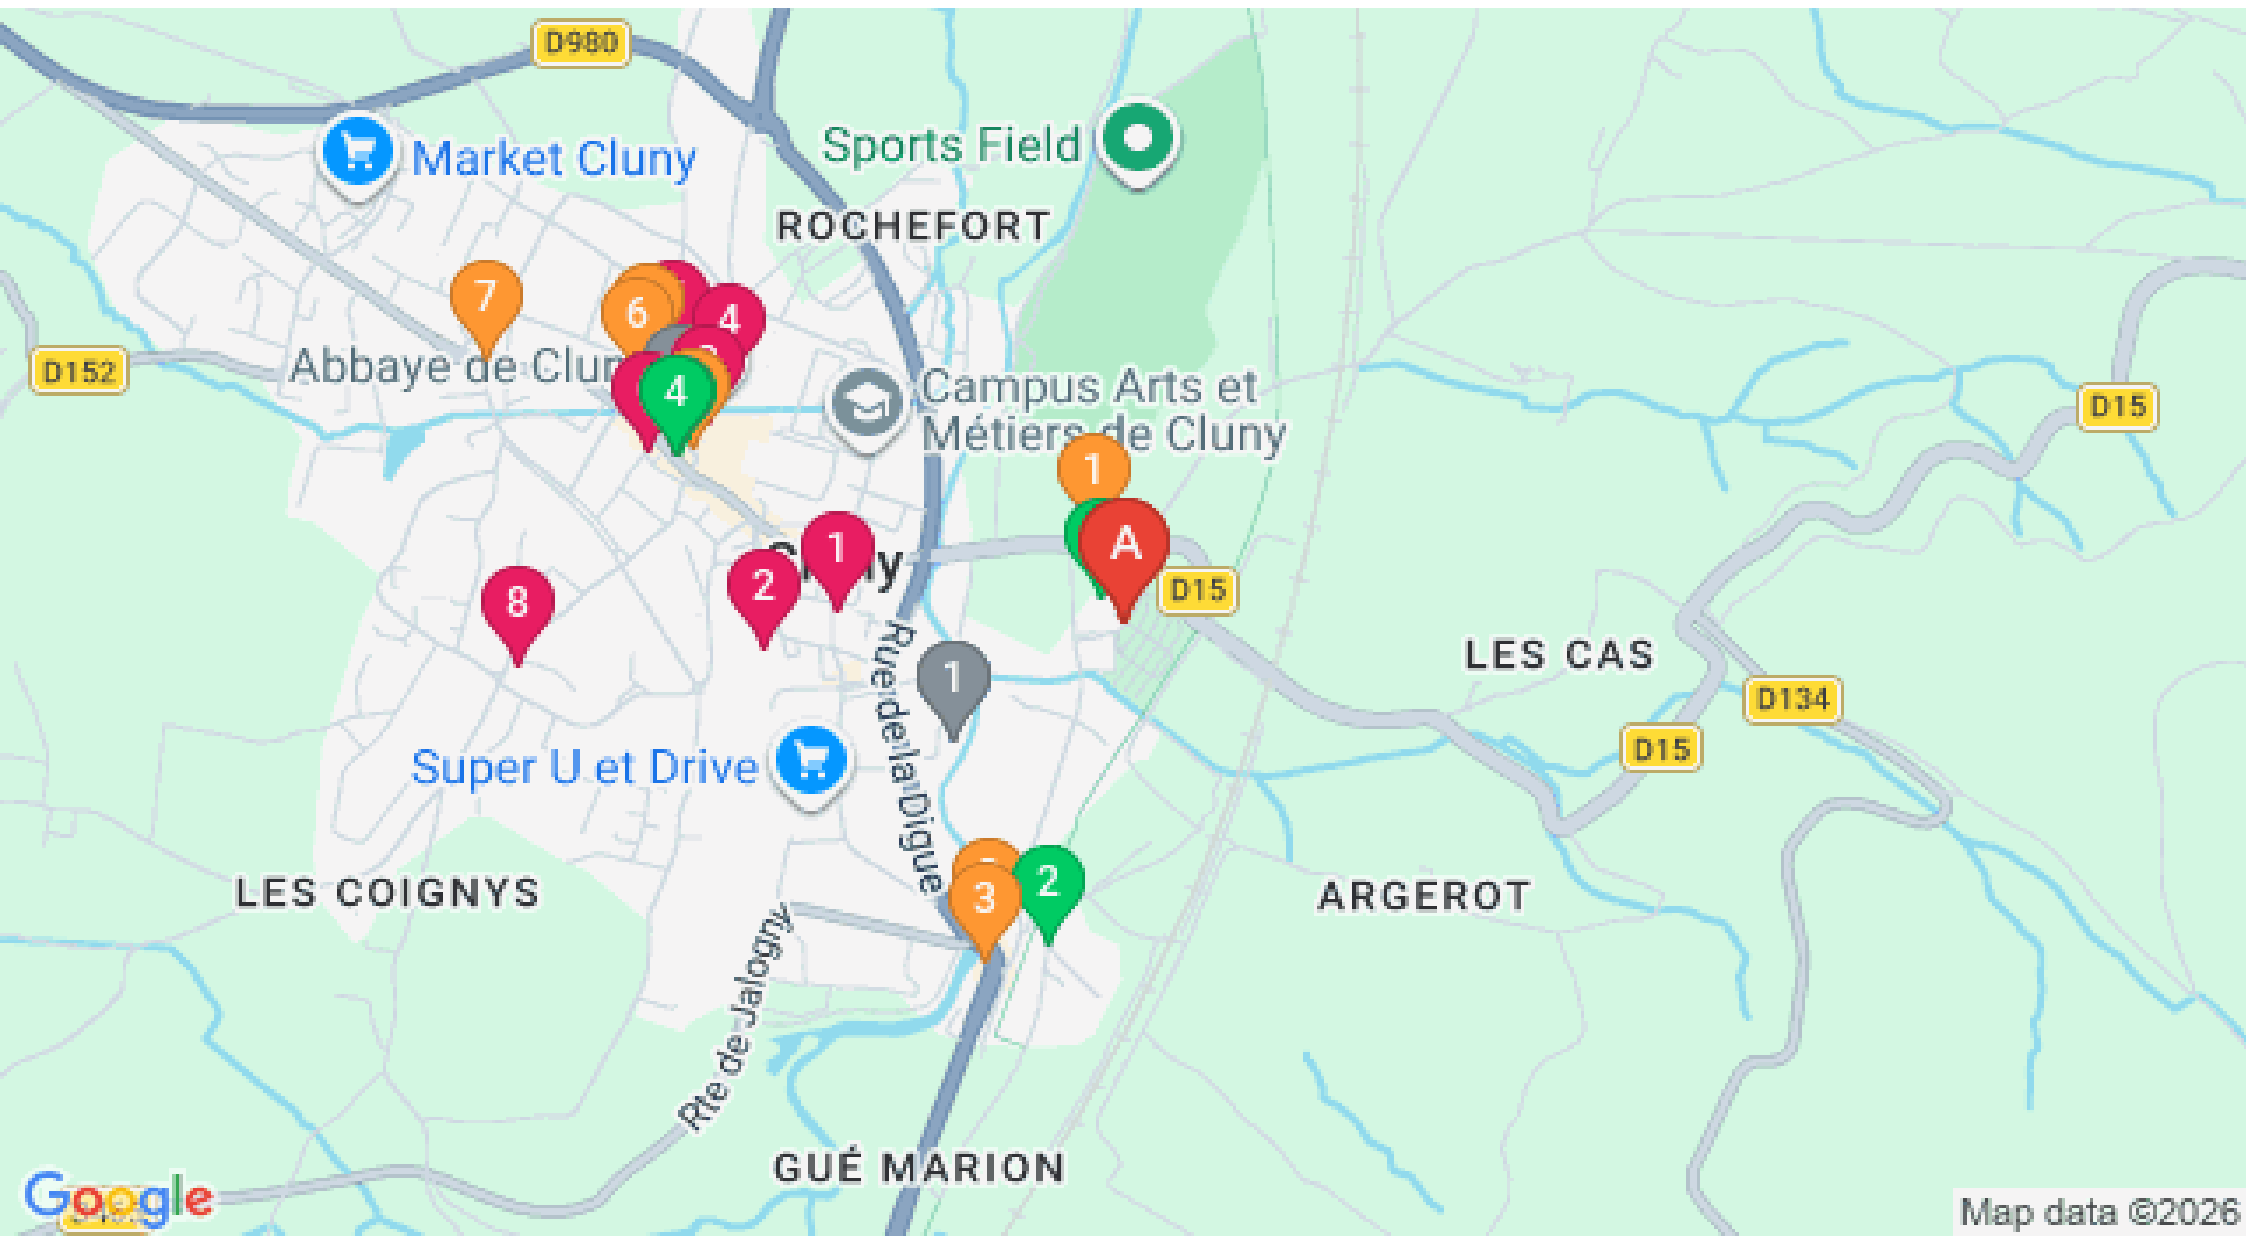 D980
Market Cluny
Sports Field
ROCHEFORT
7
6
4
D152
Abbaye de Clun
4
Campus Arts et
Métiers de Cluny
D15
1
A
1
2
8
D15
LES CAS
1
D134
D15
Super U et Drive
Rue de la Digue
LES COIGNYS
3
2
ARGEROT
Rte de Jalogny
GUÉ MARION
Google
Map data ©2026